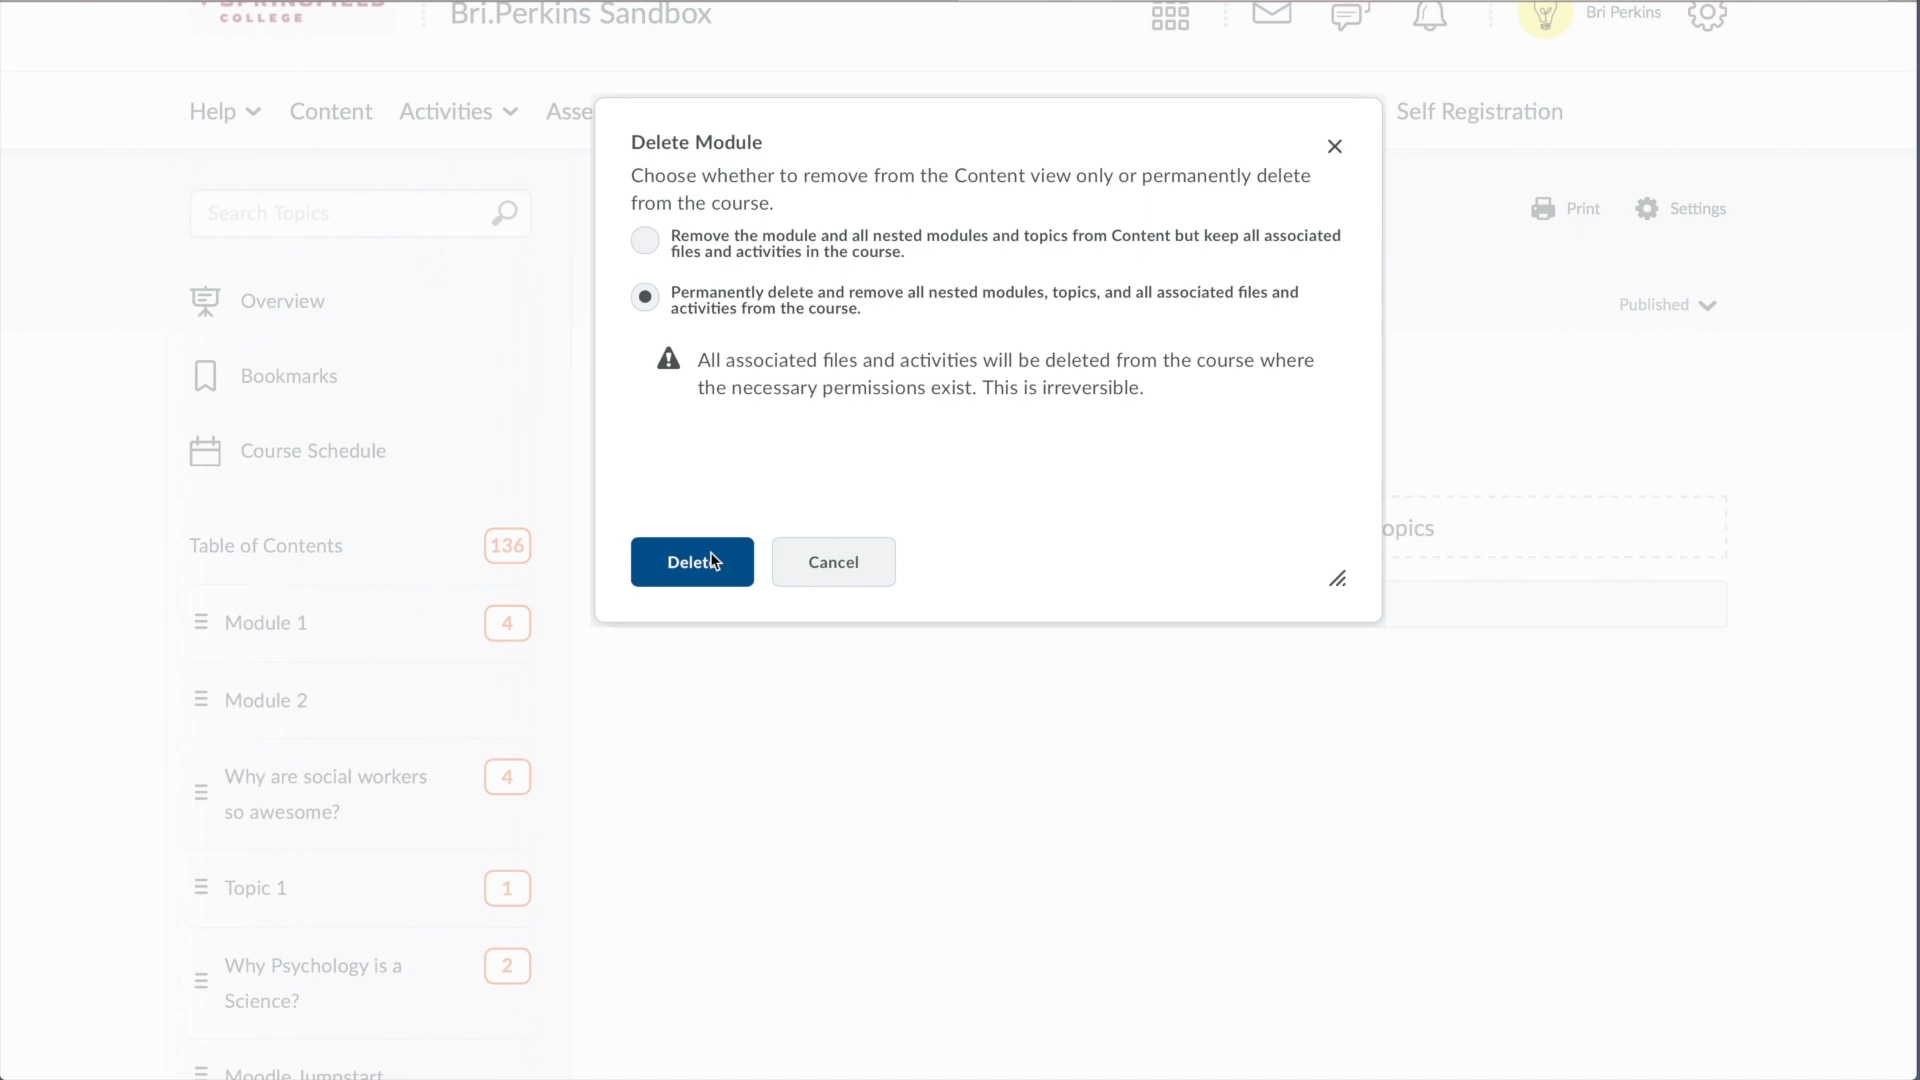 SPRINGFIELD
COLLEGE
Bri.Perkins Sandbox
Bri Perkins
Help
Content
Activities
Asse
Self Registration
Delete Module
Choose whether to remove from the Content view only or permanently delete
from the course.
Remove the module and all nested modules and topics from Content but keep all associated
files and activities in the course.
Permanently delete and remove all nested modules, topics, and all associated files and
activities from the course.
All associated files and activities will be deleted from the course where
the necessary permissions exist. This is irreversible.
Delete
Cancel
Search Topics
Print
Settings
Overview
Published
Bookmarks
Course Schedule
opics
Table of Contents
136
Module 1
4
Module 2
Why are social workers
so awesome?
4
Topic 1
1
Why Psychology is a
Science?
2
Moodle Jumpstart